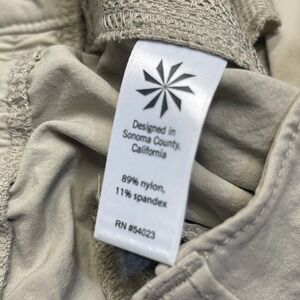 Designed in
Sonoma County,
California
89% nylon,
11% spandex
RN #54023